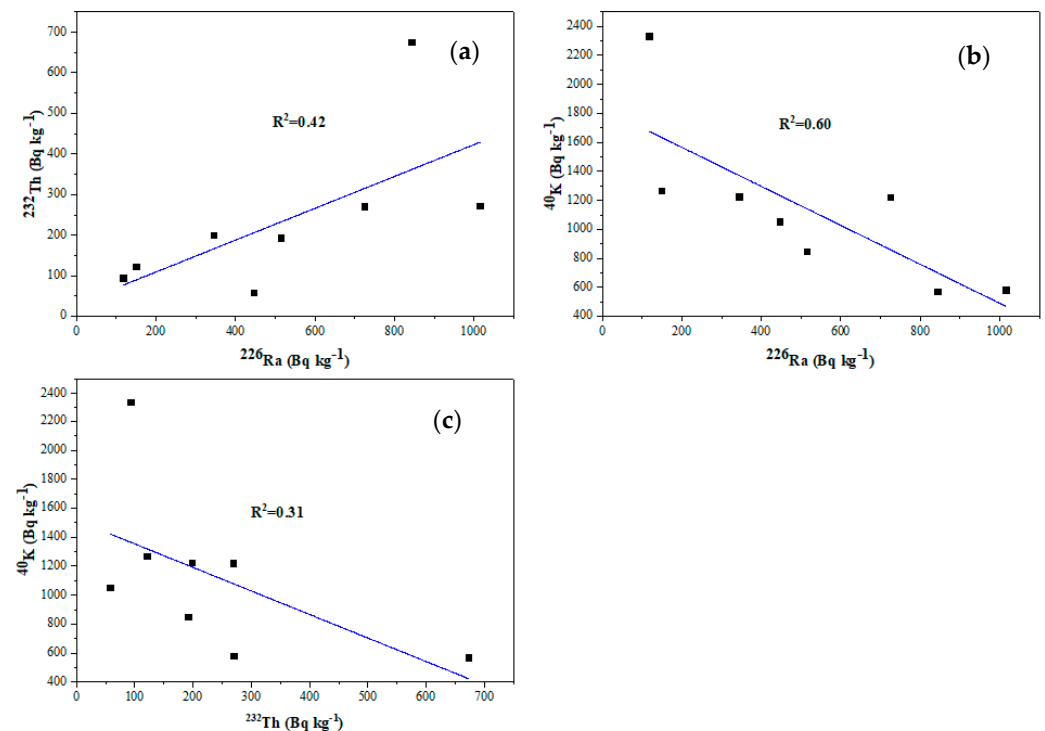 (a)
R²=0.42
²³²Th (Bq kg⁻¹)
700
600
500
400
300
200
100
0
0 200 400 600 800 1000
²²⁶Ra (Bq kg⁻¹)
(b)
R²=0.60
⁴⁰K (Bq kg⁻¹)
2400
2200
2000
1800
1600
1400
1200
1000
800
600
400
0 200 400 600 800 1000
²²⁶Ra (Bq kg⁻¹)
(c)
R²=0.31
⁴⁰K (Bq kg⁻¹)
2400
2200
2000
1800
1600
1400
1200
1000
800
600
400
0 100 200 300 400 500 600 700
²³²Th (Bq kg⁻¹)